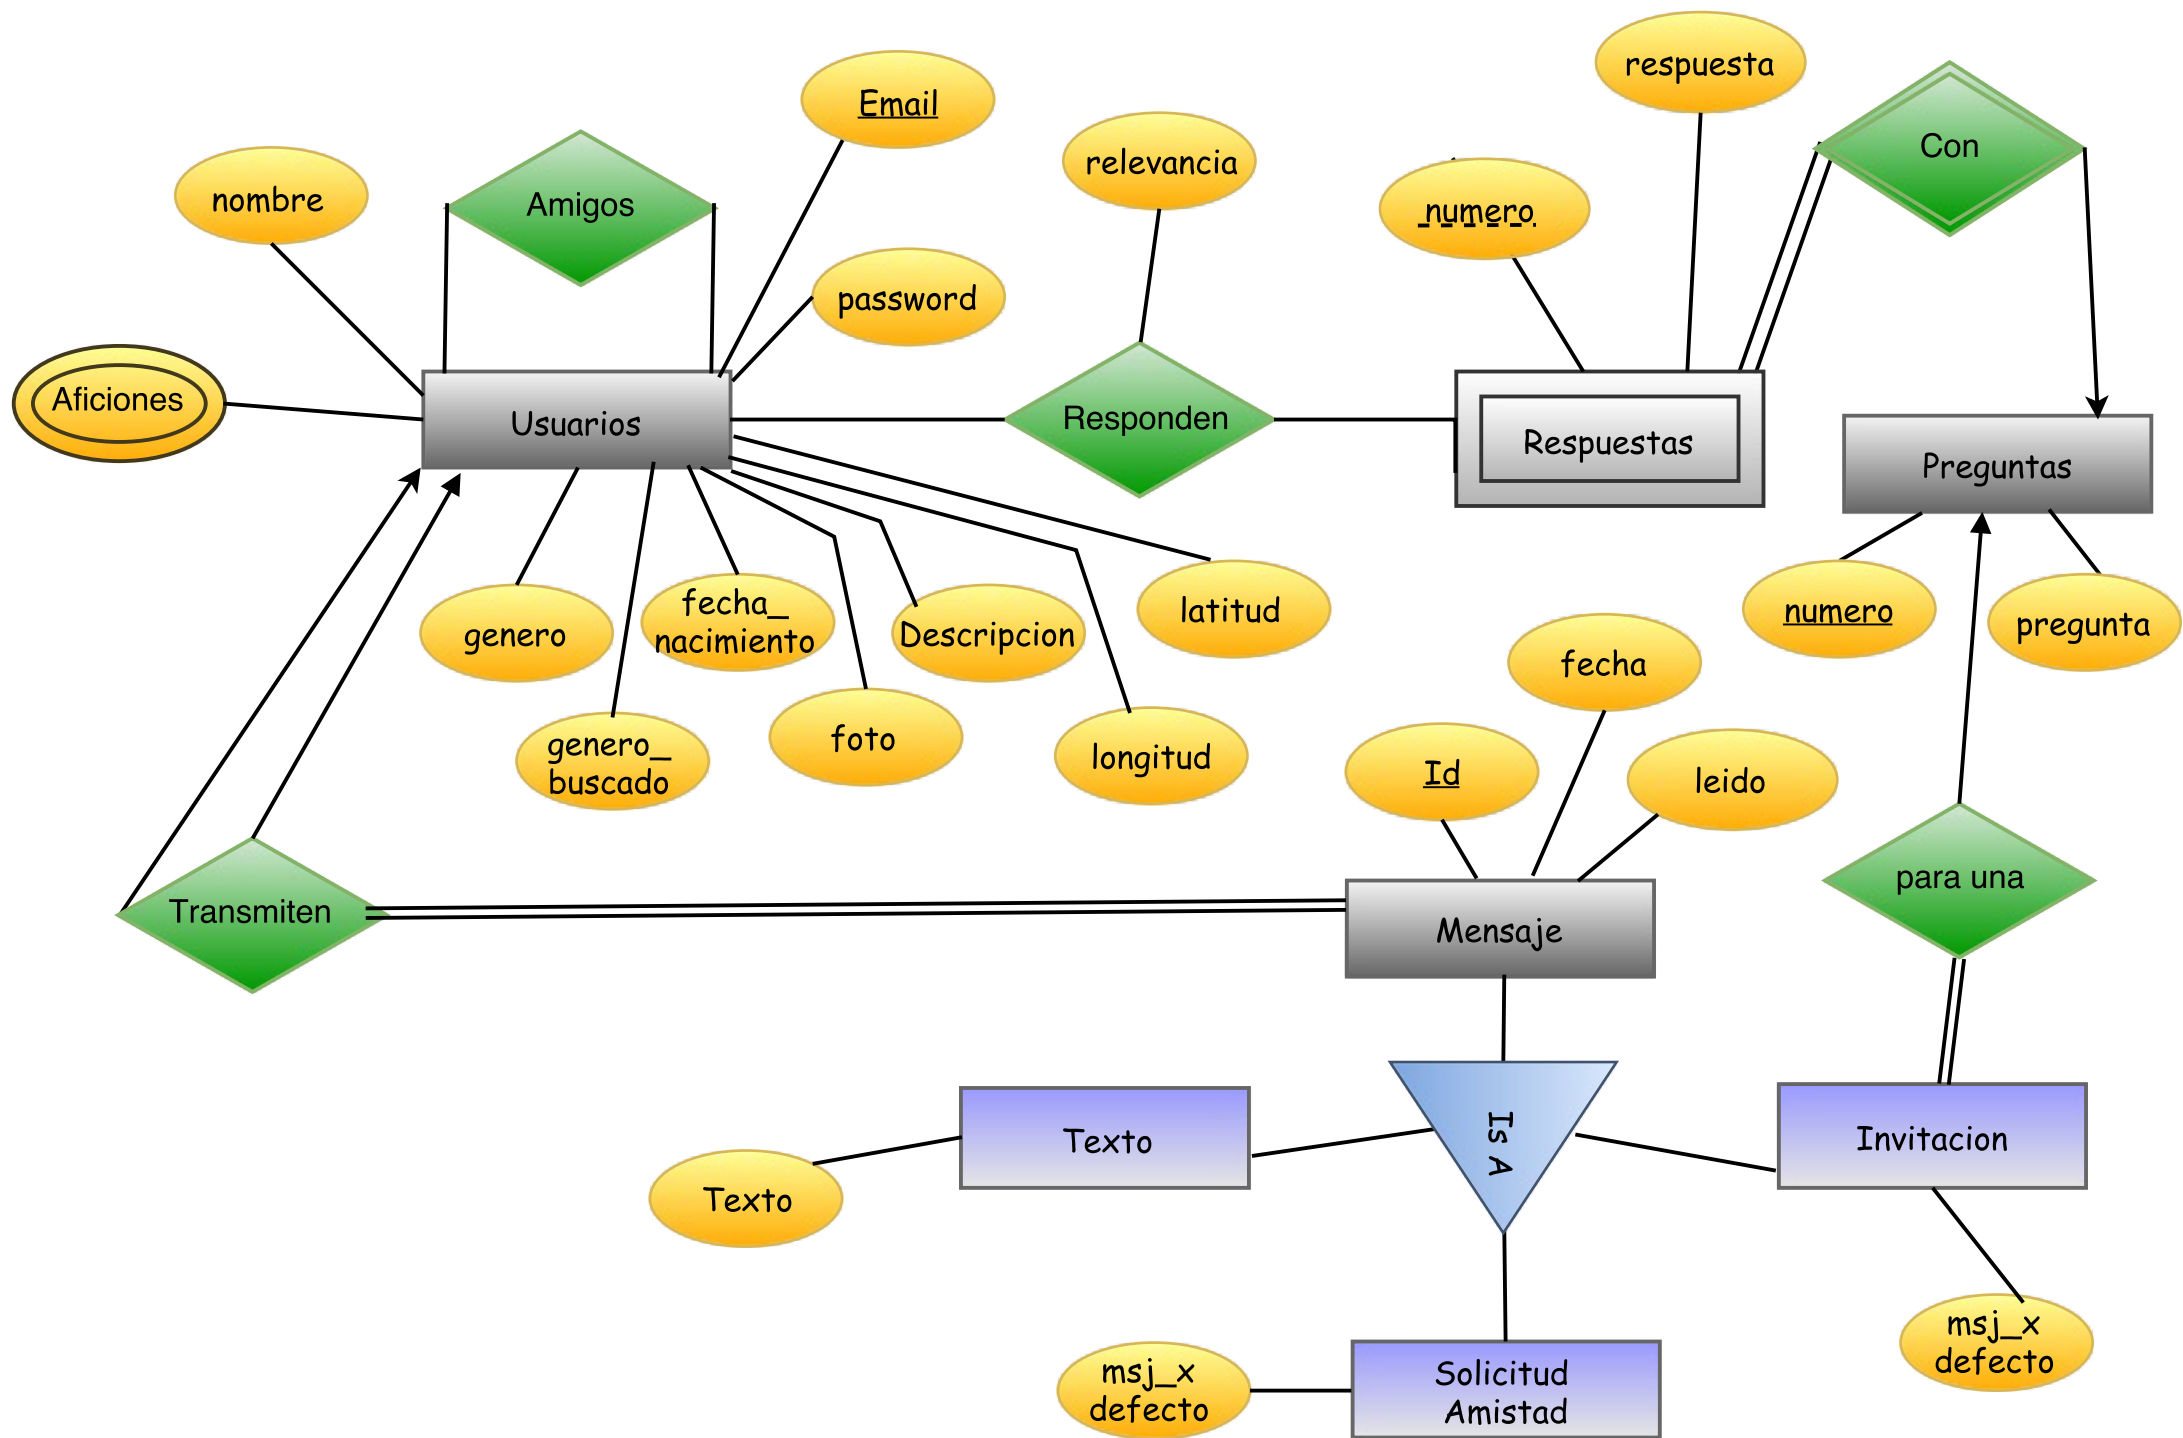 respuesta
Email
Con
relevancia
nombre
Amigos
numero
password
Aficiones
Usuarios
Responden
Respuestas
Preguntas
fecha_
nacimiento
genero
Descripcion
latitud
numero
pregunta
fecha
genero_
buscado
foto
longitud
Id
leido
para una
Transmiten
Mensaje
Is A
Texto
Invitacion
Texto
msj_x
defecto
msj_x
defecto
Solicitud
Amistad